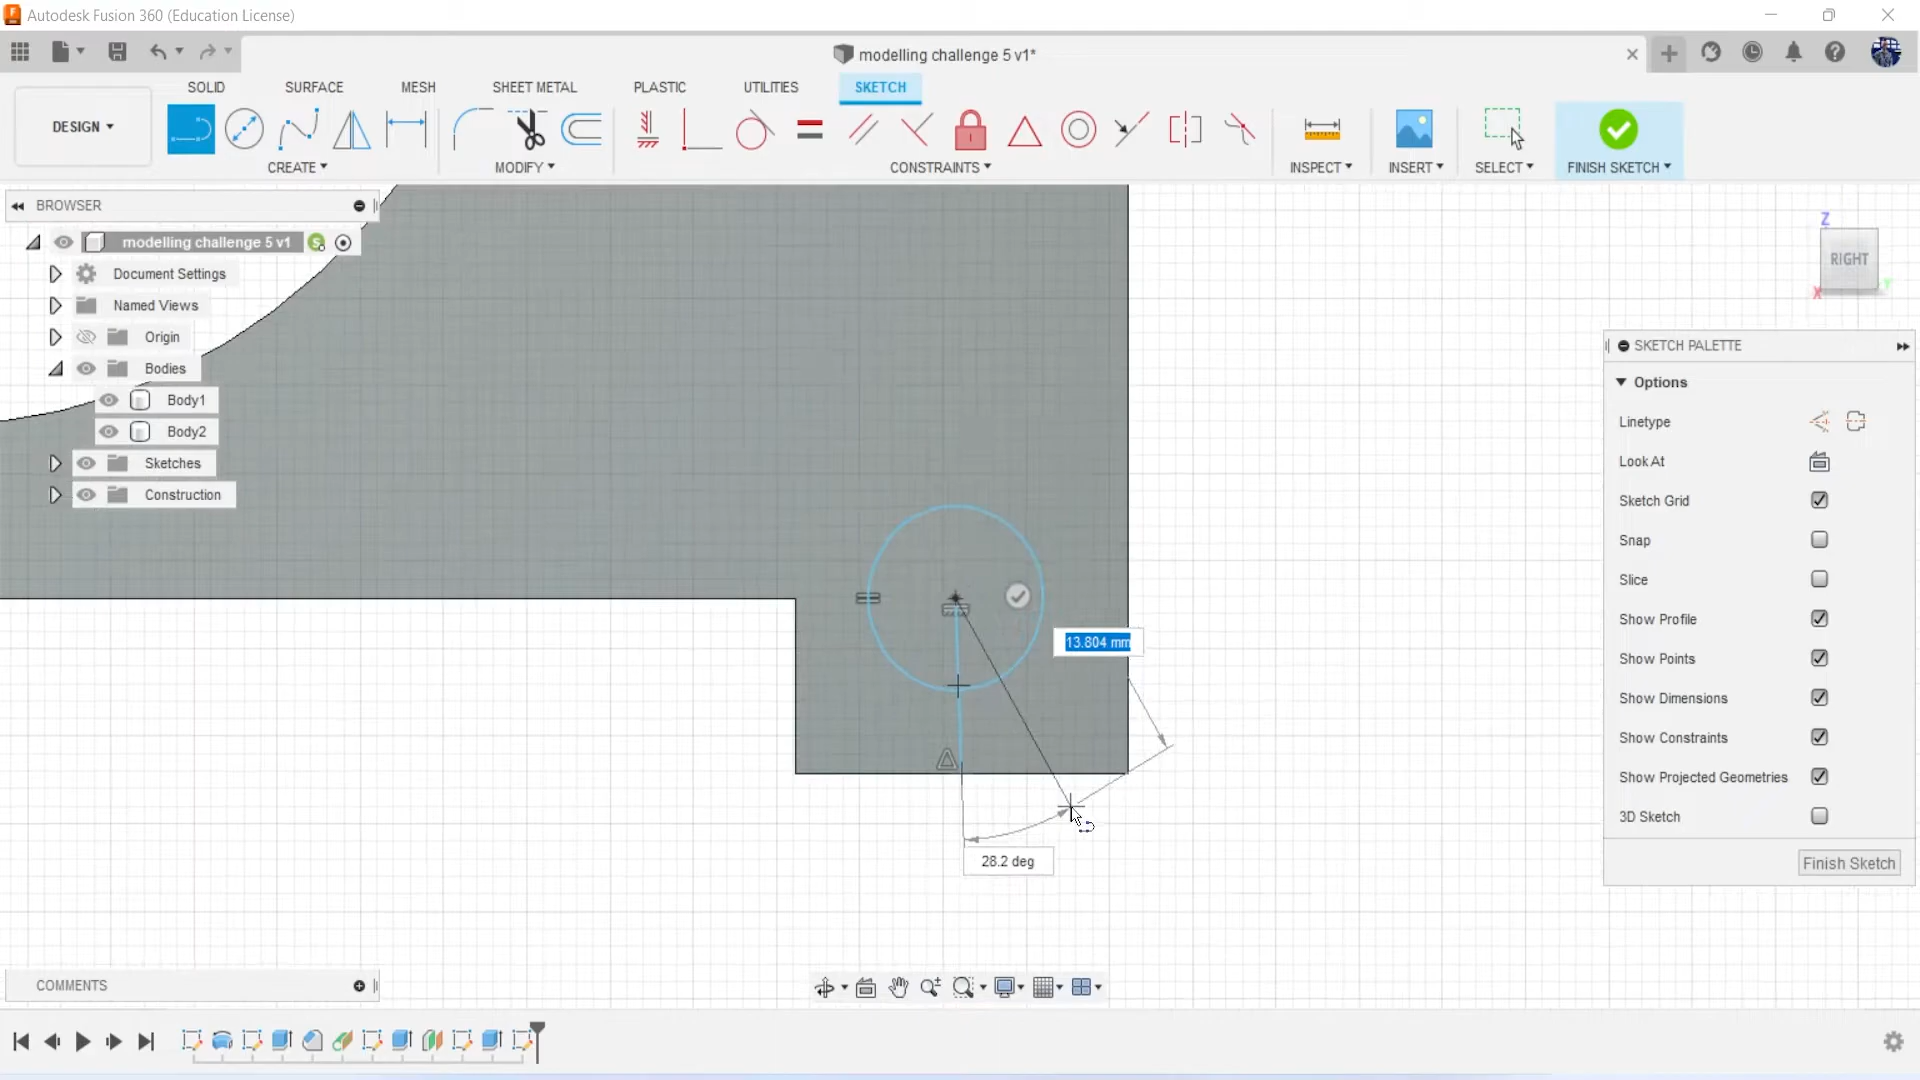 Autodesk Fusion 360 (Education License)
modelling challenge 5 v1*
SOLID SURFACE MESH SHEET METAL PLASTIC UTILITIES SKETCH
DESIGN
CREATE MODIFY CONSTRAINTS INSPECT INSERT SELECT FINISH SKETCH
BROWSER
modelling challenge 5 v1
Document Settings
Named Views
Origin
Bodies
Body1
Body2
Sketches
Construction
Z
RIGHT
X
Y
SKETCH PALETTE
Options
Linetype
Look At
Sketch Grid
Snap
Slice
Show Profile
Show Points
Show Dimensions
Show Constraints
Show Projected Geometries
3D Sketch
Finish Sketch
13.804 mm
28.2 deg
COMMENTS